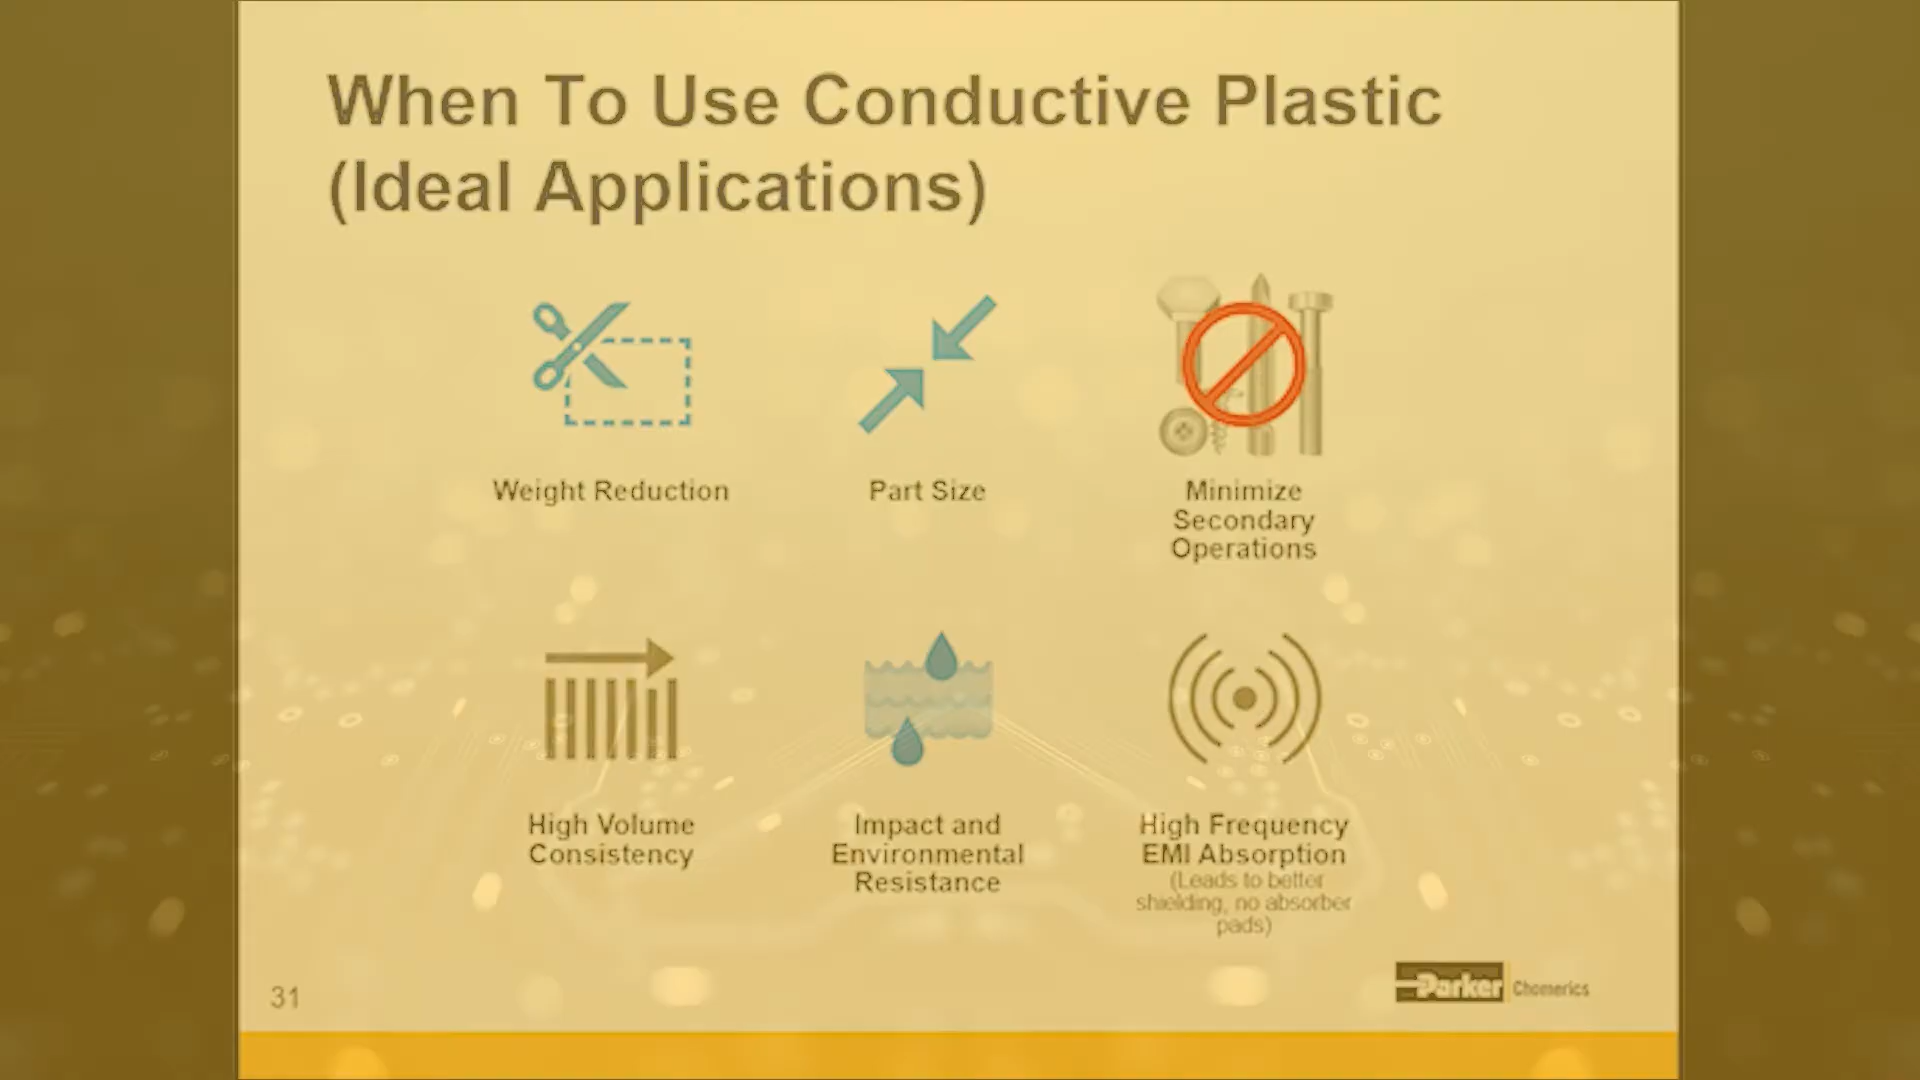 When To Use Conductive Plastic
(Ideal Applications)
Weight Reduction
Part Size
Minimize
Secondary
Operations
High Volume
Consistency
Impact and
Environmental
Resistance
High Frequency
EMI Absorption
(Leads to better
shielding, no absorber
pads)
31
Parker Chomerics